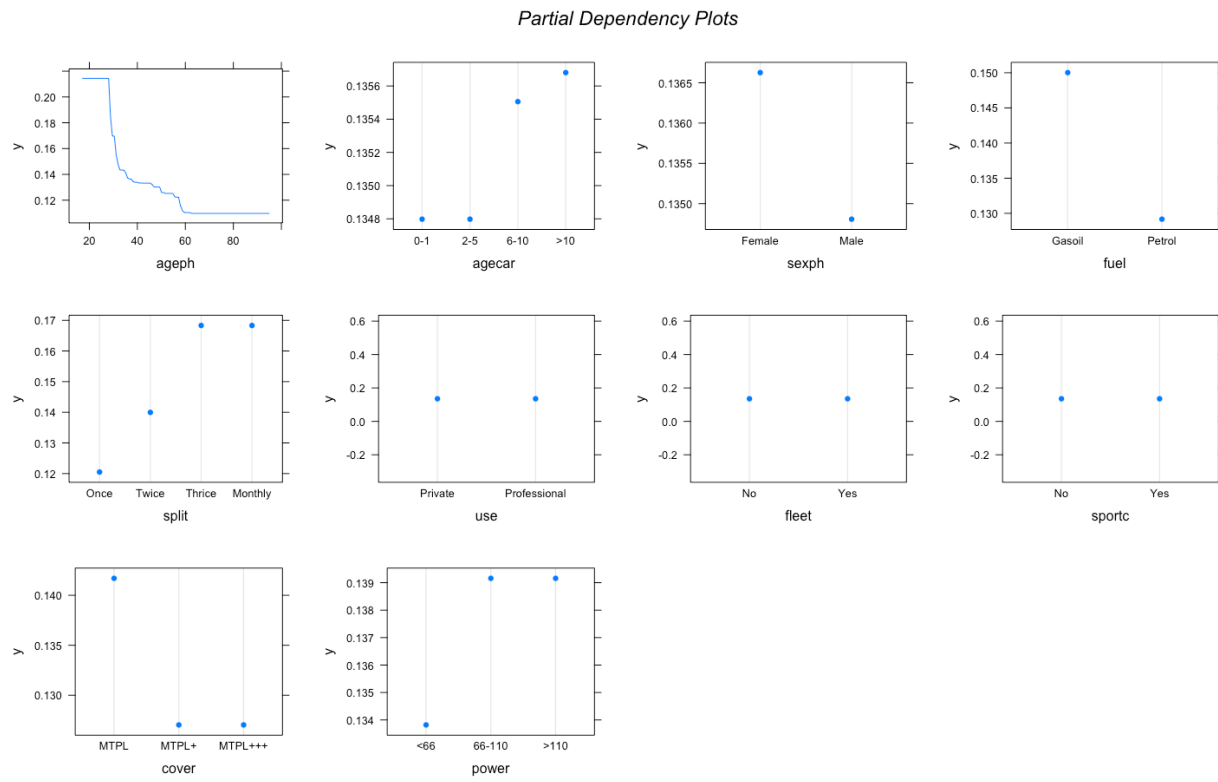 Partial Dependency Plots
y
0.20
0.18
0.16
0.14
0.12
20 40 60 80
ageph
y
0.1356
0.1354
0.1352
0.1350
0.1348
0-1 2-5 6-10 >10
agecar
y
0.1365
0.1360
0.1355
0.1350
Female Male
sexph
y
0.150
0.145
0.140
0.135
0.130
Gasoil Petrol
fuel
y
0.17
0.16
0.15
0.14
0.13
0.12
Once Twice Thrice Monthly
split
y
0.6
0.4
0.2
0.0
-0.2
Private Professional
use
y
0.6
0.4
0.2
0.0
-0.2
No Yes
fleet
y
0.6
0.4
0.2
0.0
-0.2
No Yes
sportc
y
0.140
0.135
0.130
MTPL MTPL+ MTPL+++
cover
y
0.139
0.138
0.137
0.136
0.135
0.134
<66 66-110 >110
power